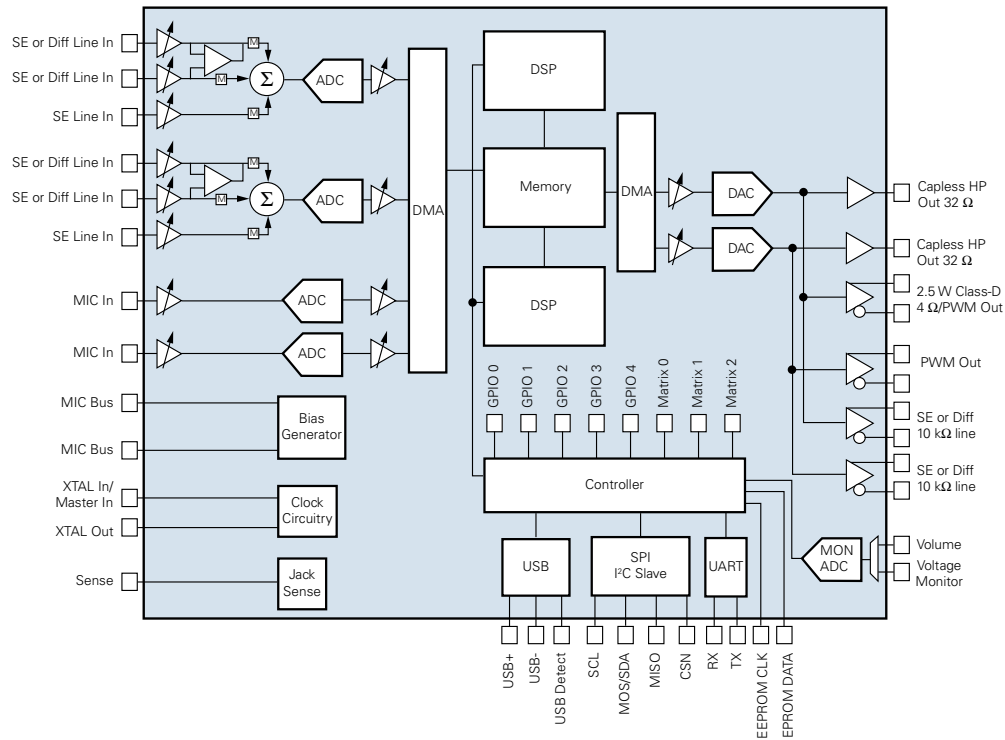 SE or Diff Line In
SE or Diff Line In
SE Line In
M
M
M
Σ
ADC
SE or Diff Line In
SE or Diff Line In
SE Line In
M
M
M
Σ
ADC
MIC In
ADC
MIC In
ADC
DMA
DSP
Memory
DSP
DMA
DAC
DAC
Capless HP
Out 32 Ω
Capless HP
Out 32 Ω
2.5 W Class-D
4 Ω/PWM Out
PWM Out
SE or Diff
10 kΩ line
SE or Diff
10 kΩ line
MIC Bus
MIC Bus
Bias
Generator
XTAL In/
Master In
XTAL Out
Clock
Circuitry
Sense
Jack
Sense
GPIO 0
GPIO 1
GPIO 2
GPIO 3
GPIO 4
Matrix 0
Matrix 1
Matrix 2
Controller
USB
SPI
I²C Slave
UART
MON
ADC
Volume
Voltage
Monitor
USB+
USB-
USB Detect
SCL
MOS/SDA
MISO
CSN
RX
TX
EEPROM CLK
EPROM DATA